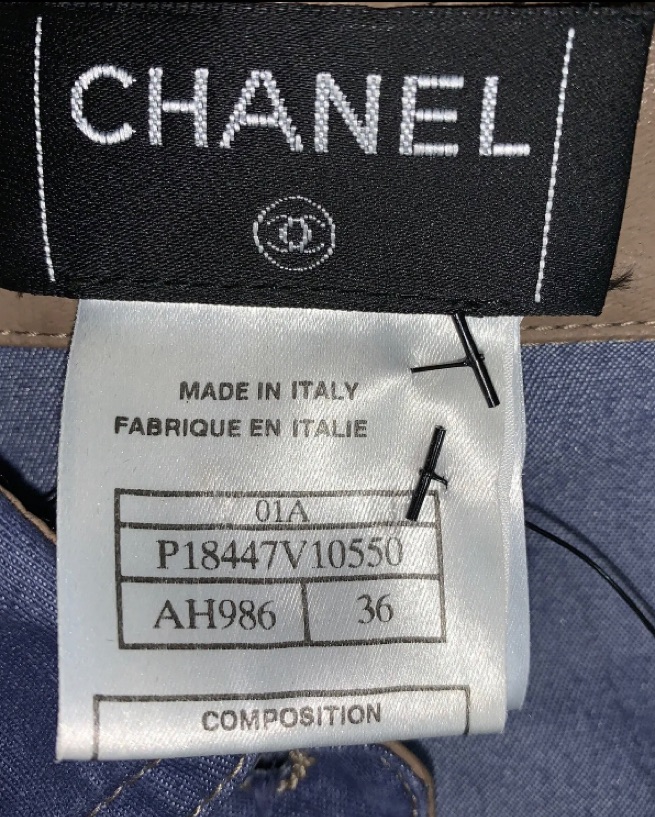 CHANEL
MADE IN ITALY
FABRIQUE EN ITALIE
01A
P18447V10550
AH986 36
COMPOSITION